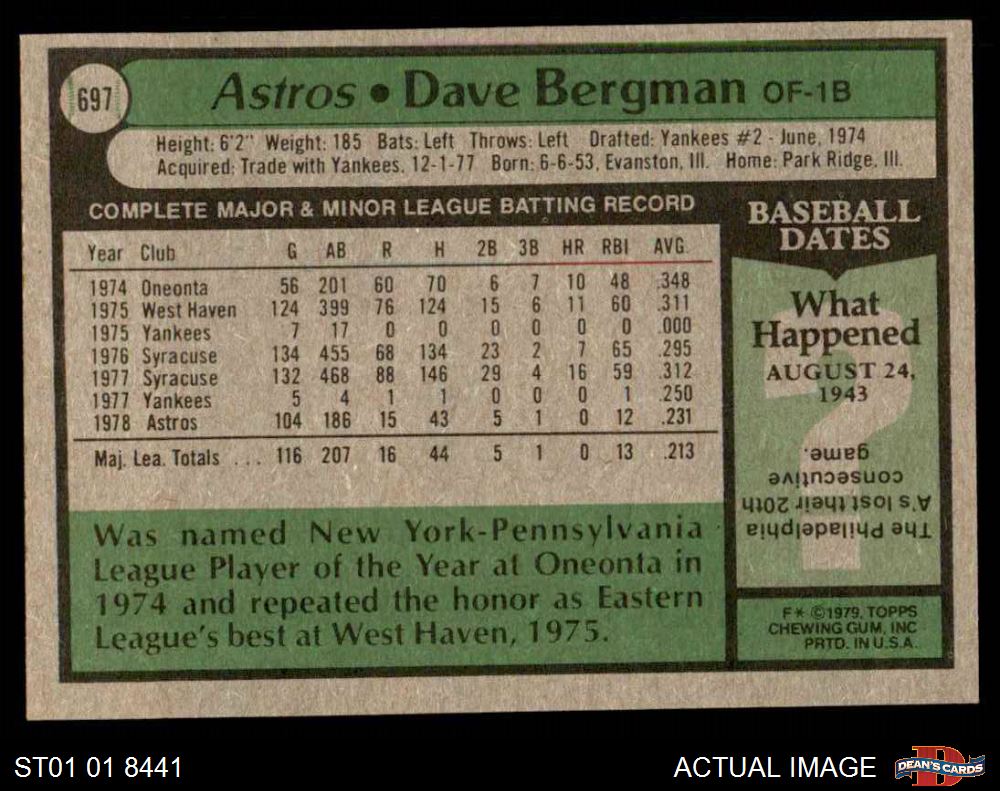 697
Astros • Dave Bergman OF-1B
Height: 6'2" Weight: 185 Bats: Left Throws: Left Drafted: Yankees #2 - June, 1974
Acquired: Trade with Yankees, 12-1-77 Born: 6-6-53, Evanston, Ill. Home: Park Ridge, Ill.
COMPLETE MAJOR & MINOR LEAGUE BATTING RECORD
Year Club G AB R H 2B 3B HR RBI AVG.
1974 Oneonta 56 201 60 70 6 7 10 48 .348
1975 West Haven 124 399 76 124 15 6 11 60 .311
1975 Yankees 7 17 0 0 0 0 0 0 .000
1976 Syracuse 134 455 68 134 23 2 7 65 .295
1977 Syracuse 132 468 88 146 29 4 16 59 .312
1977 Yankees 5 4 1 1 0 0 0 1 .250
1978 Astros 104 186 15 43 5 1 0 12 .231
Maj. Lea. Totals ... 116 207 16 44 5 1 0 13 .213
Was named New York-Pennsylvania
League Player of the Year at Oneonta in
1974 and repeated the honor as Eastern
League's best at West Haven, 1975.
BASEBALL
DATES
What
Happened
AUGUST 24,
1943
?
The Philadelphia
A's lost their 20th
consecutive
game.
F* ©1979, TOPPS
CHEWING GUM, INC
PRTD. IN U.S.A.
ST01 01 8441
ACTUAL IMAGE
D
DEAN'S CARDS